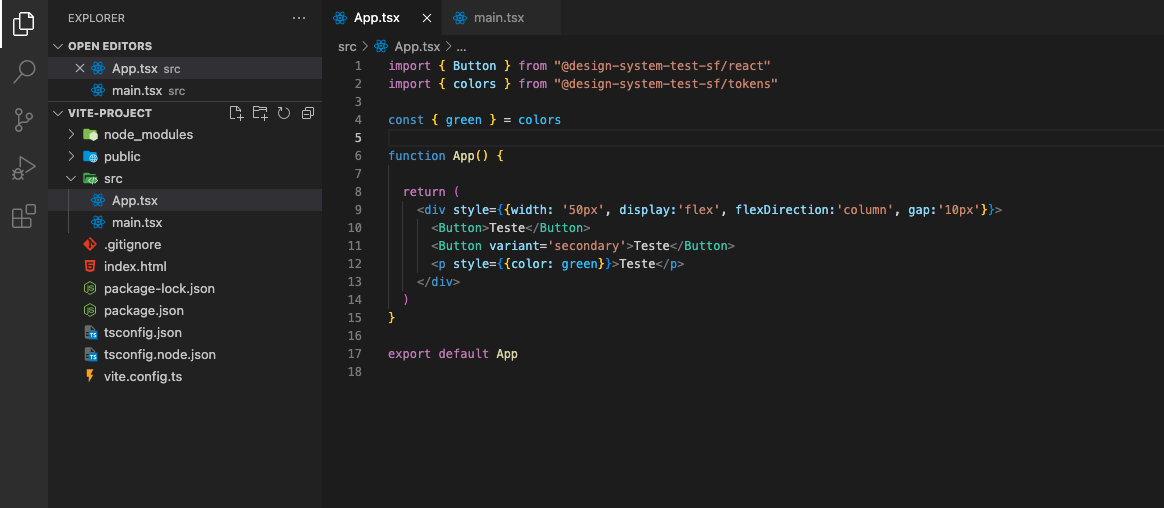 EXPLORER ...
OPEN EDITORS
App.tsx src
main.tsx src
VITE-PROJECT
node_modules
public
src
App.tsx
main.tsx
.gitignore
index.html
package-lock.json
package.json
tsconfig.json
tsconfig.node.json
vite.config.ts
App.tsx
main.tsx
src > App.tsx > ...
1 import { Button } from "@design-system-test-sf/react"
2 import { colors } from "@design-system-test-sf/tokens"
3
4 const { green } = colors
5
6 function App() {
7
8   return (
9     <div style={{width: '50px', display:'flex', flexDirection:'column', gap:'10px'}}>
10       <Button>Teste</Button>
11       <Button variant='secondary'>Teste</Button>
12       <p style={{color: green}}>Teste</p>
13     </div>
14   )
15 }
16
17 export default App
18